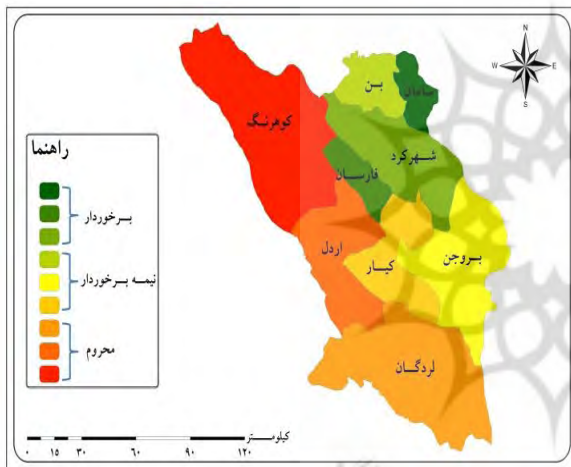 N
W E
S
بن
سامان
کوهرنگ
شهرکرد
فارسان
اردل
کیار
بروجن
لردگان
راهنما
برخوردار
نیمه برخوردار
محروم
کیلومتر
۰ ۱۵ ۳۰ ۶۰ ۹۰ ۱۲۰